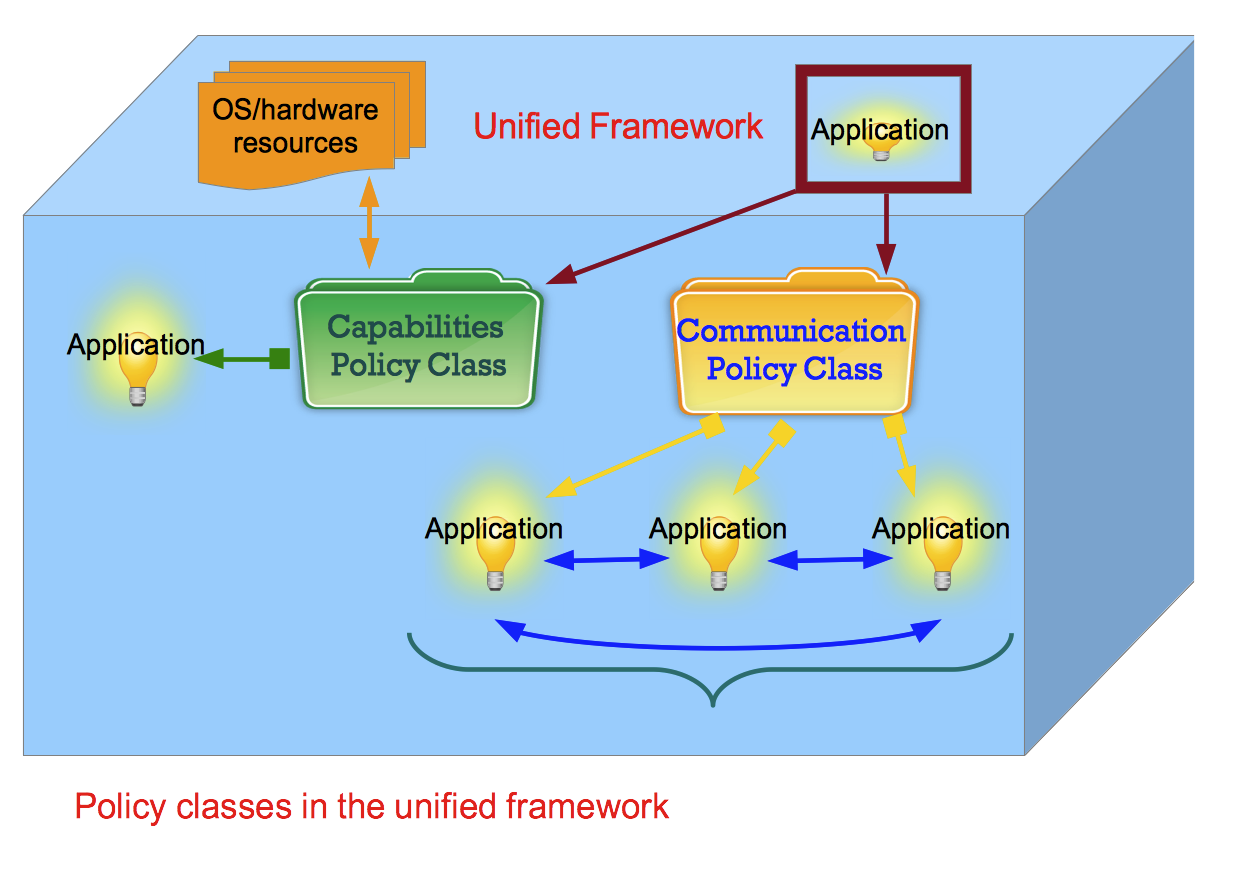 OS/hardware
resources
Unified Framework
Application
Application
Capabilities
Policy Class
Communication
Policy Class
Application
Application
Application
Policy classes in the unified framework